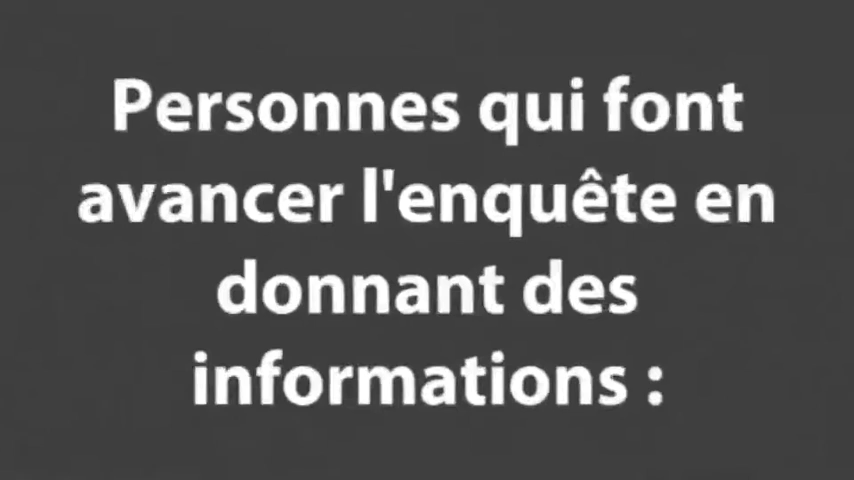 Personnes qui font
avancer l'enquête en
donnant des
informations :